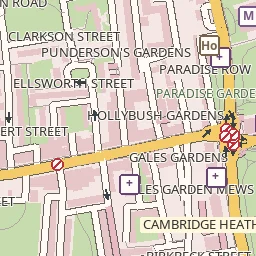 N ROAD
M
CLARKSON STREET
Ho
PUNDERSON'S GARDENS
PARADISE ROW
ELLSWORTH STREET
PARADISE GARDE
HOLLYBUSH GARDENS
ERT STREET
GALES GARDENS
LES GARDEN MEWS
ET
CAMBRIDGE HEATH
BIRKBECK STREET